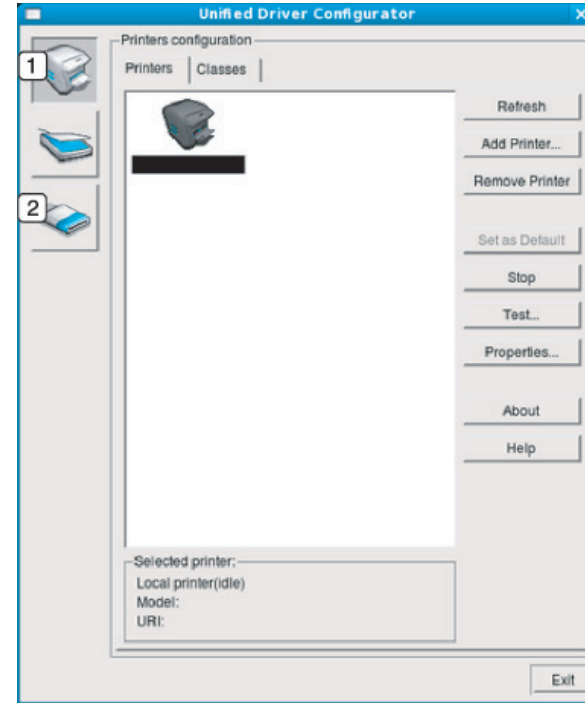 Unified Driver Configurator
Printers configuration
Printers Classes
1
2
Refresh
Add Printer...
Remove Printer
Set as Default
Stop
Test...
Properties...
About
Help
Selected printer:
Local printer(idle)
Model:
URI:
Exit